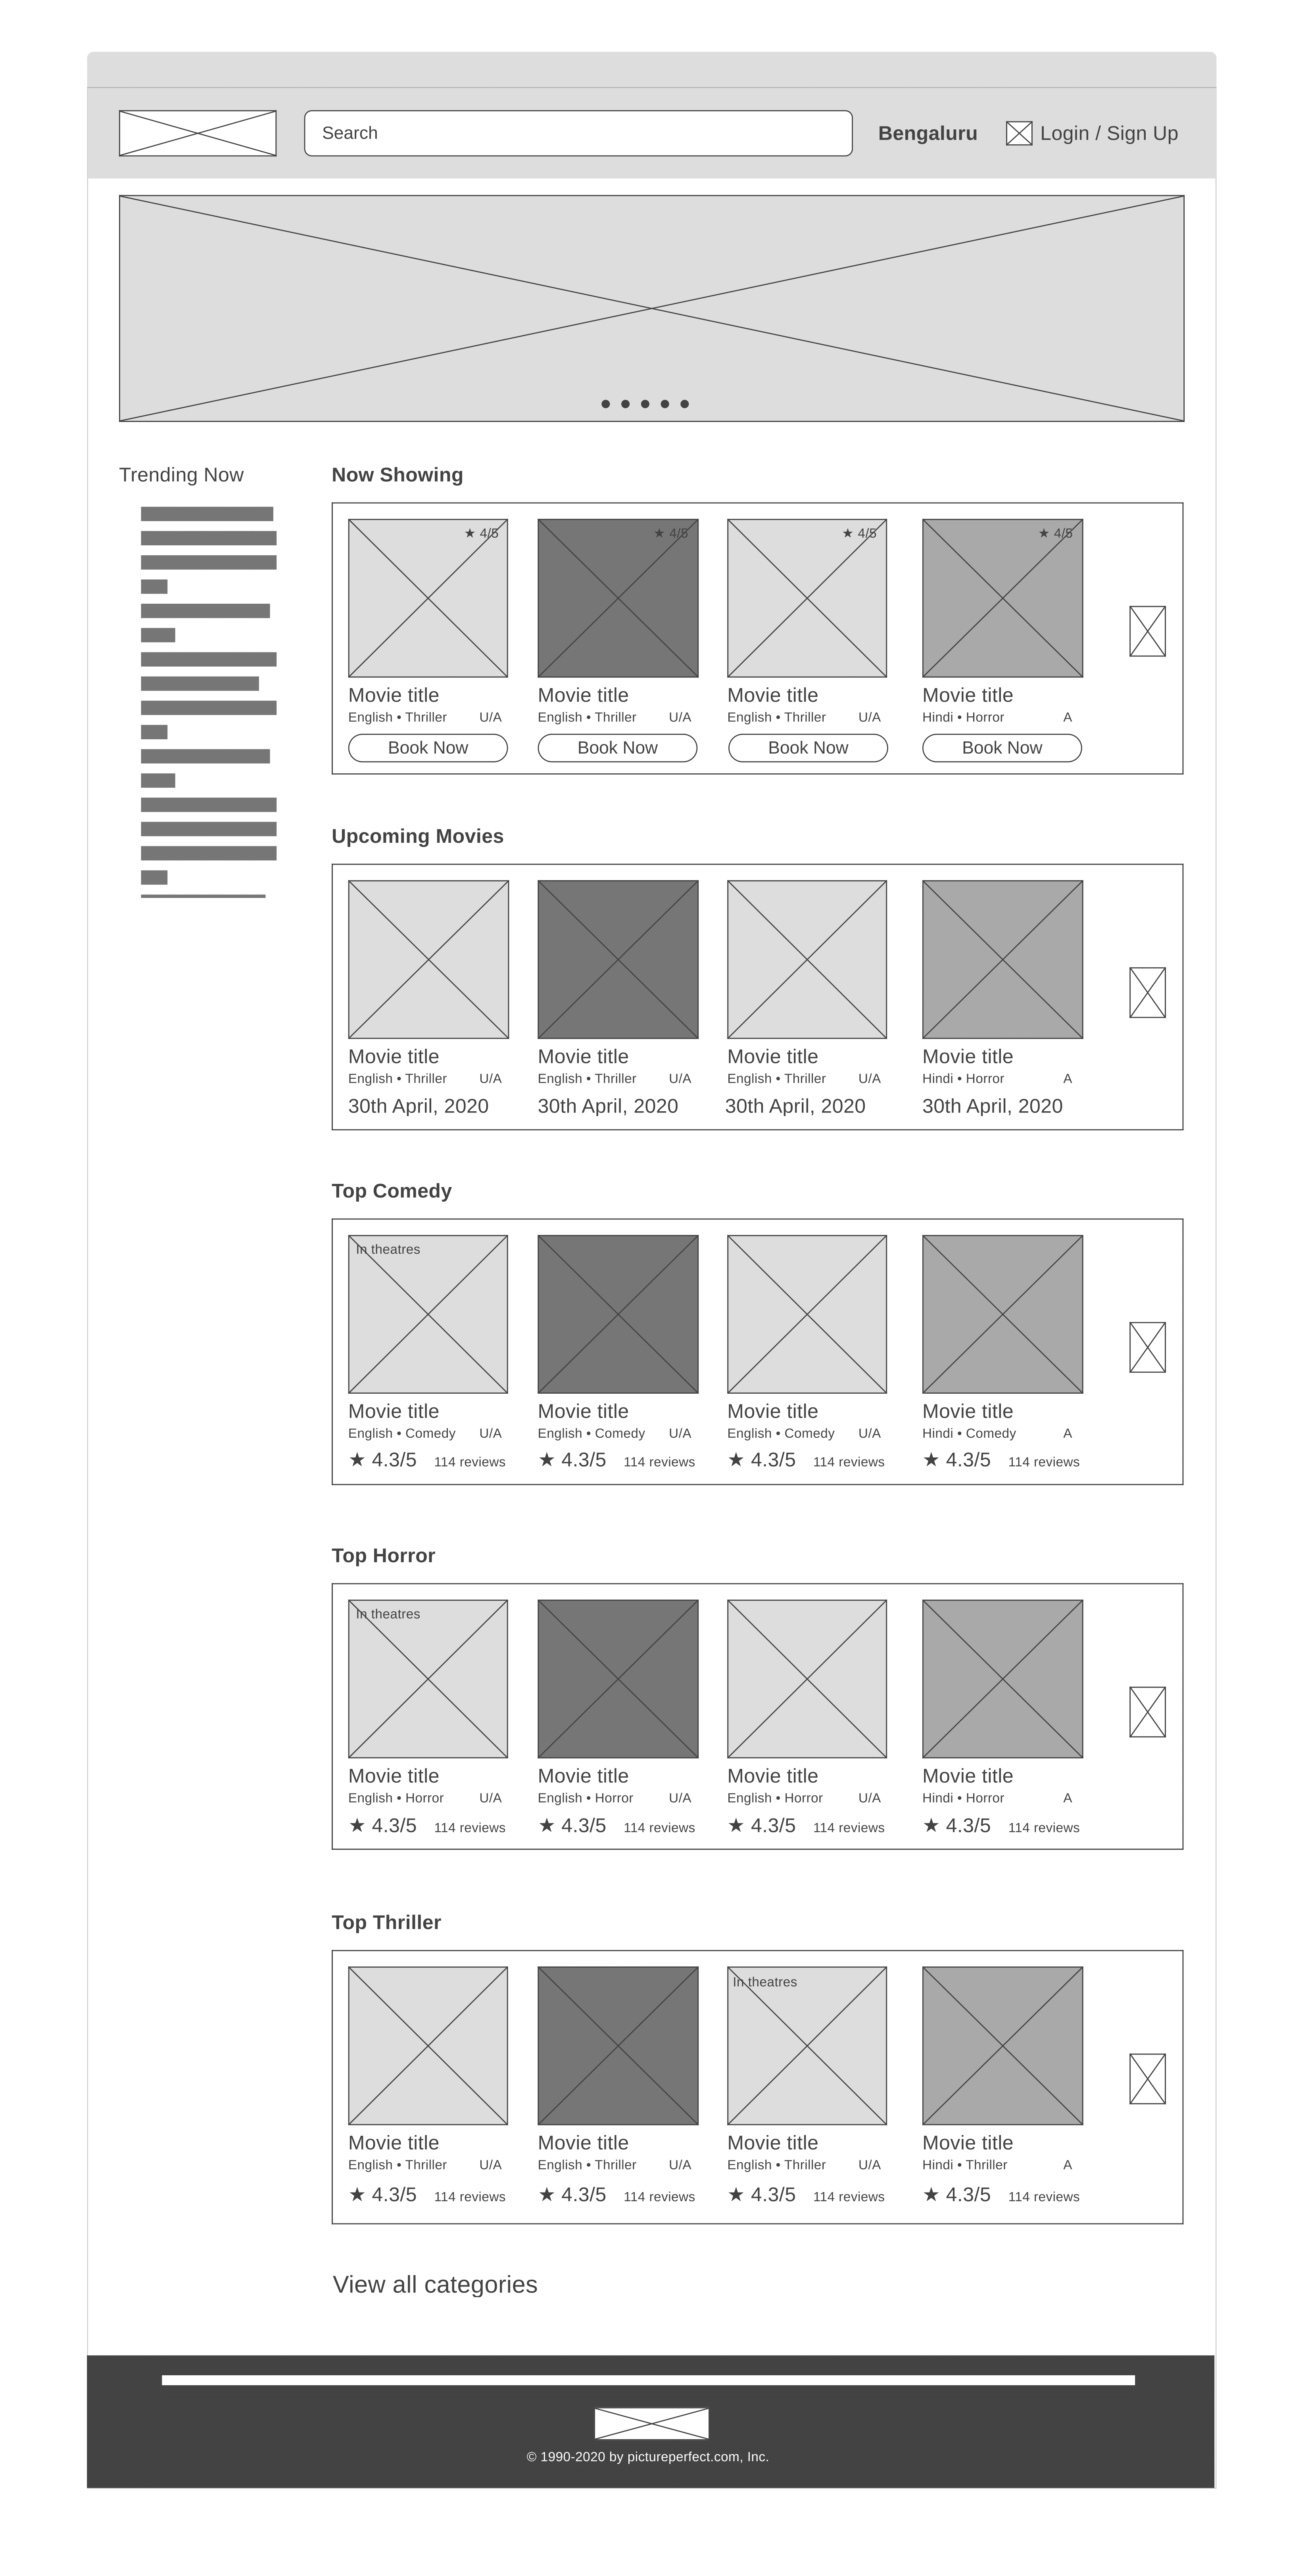 Search
Bengaluru
Login / Sign Up
Trending Now
Now Showing
★ 4/5 ★ 4/5 ★ 4/5 ★ 4/5
Movie title Movie title Movie title Movie title
English • Thriller U/A English • Thriller U/A English • Thriller U/A Hindi • Horror A
Book Now Book Now Book Now Book Now
Upcoming Movies
Movie title Movie title Movie title Movie title
English • Thriller U/A English • Thriller U/A English • Thriller U/A Hindi • Horror A
30th April, 2020 30th April, 2020 30th April, 2020 30th April, 2020
Top Comedy
In theatres
Movie title Movie title Movie title Movie title
English • Comedy U/A English • Comedy U/A English • Comedy U/A Hindi • Comedy A
★ 4.3/5 114 reviews ★ 4.3/5 114 reviews ★ 4.3/5 114 reviews ★ 4.3/5 114 reviews
Top Horror
In theatres
Movie title Movie title Movie title Movie title
English • Horror U/A English • Horror U/A English • Horror U/A Hindi • Horror A
★ 4.3/5 114 reviews ★ 4.3/5 114 reviews ★ 4.3/5 114 reviews ★ 4.3/5 114 reviews
Top Thriller
In theatres
Movie title Movie title Movie title Movie title
English • Thriller U/A English • Thriller U/A English • Thriller U/A Hindi • Thriller A
★ 4.3/5 114 reviews ★ 4.3/5 114 reviews ★ 4.3/5 114 reviews ★ 4.3/5 114 reviews
View all categories
© 1990-2020 by pictureperfect.com, Inc.